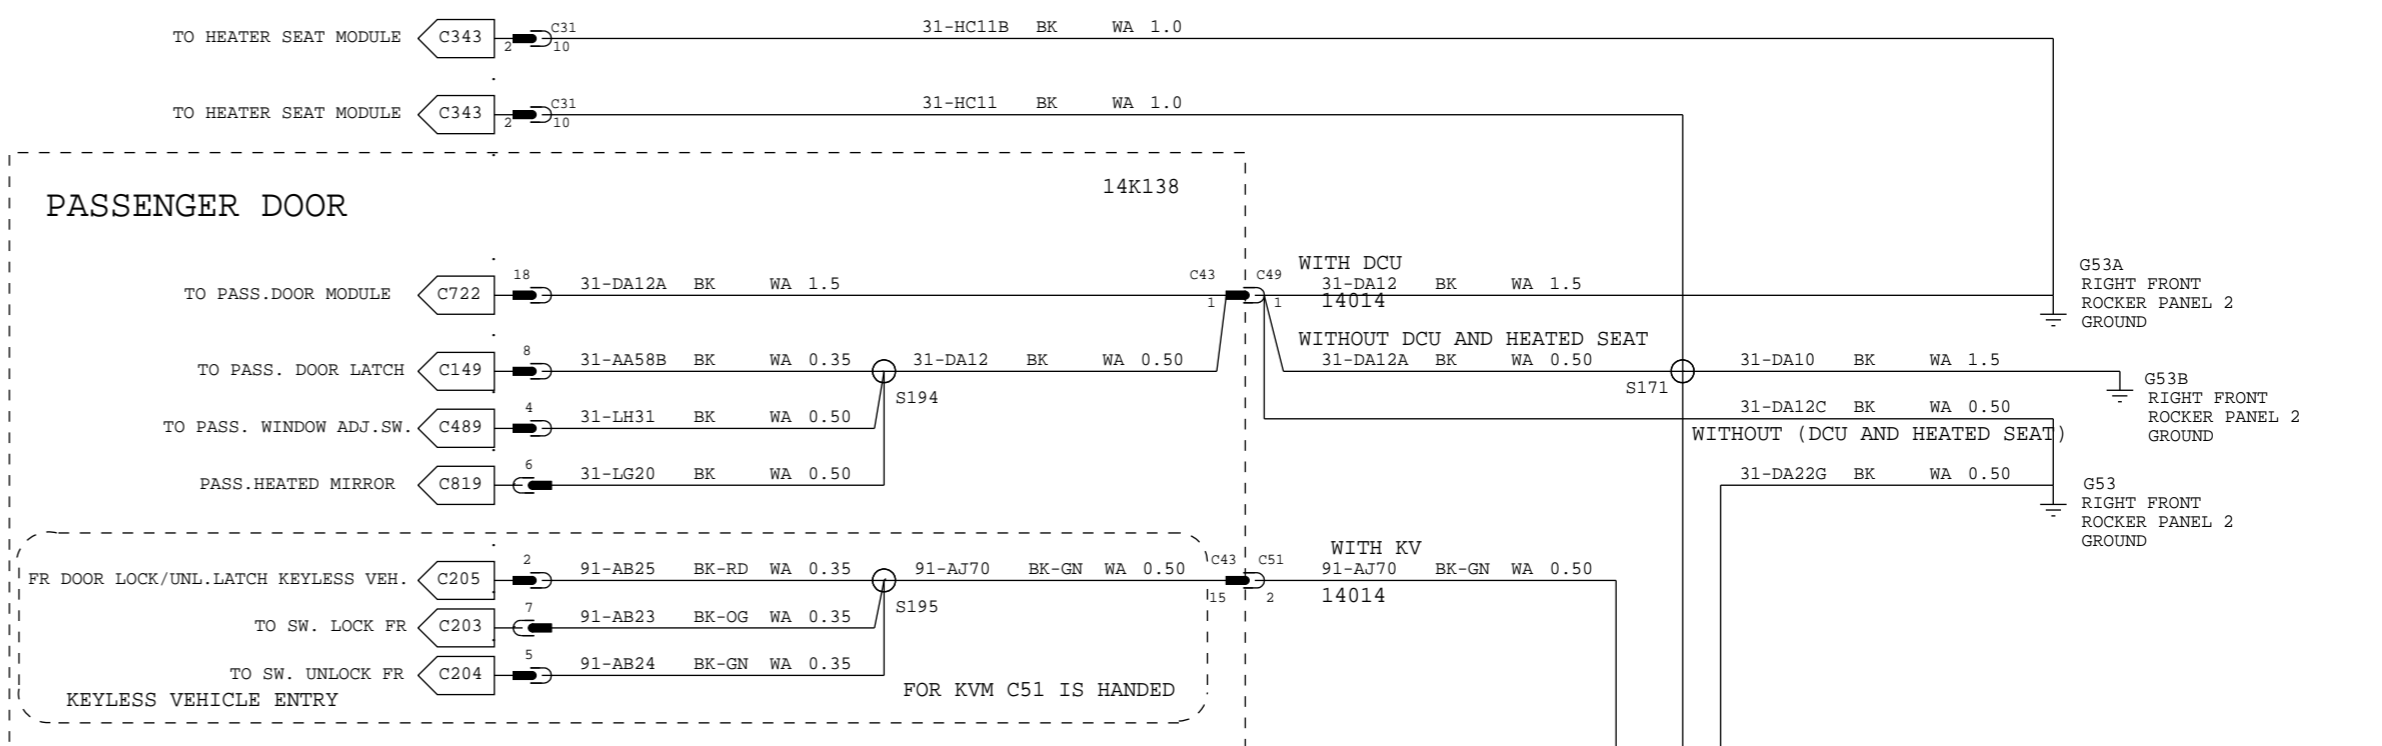 TO HEATER SEAT MODULE C343 2 C31 10 31-HC11B BK WA 1.0
TO HEATER SEAT MODULE C343 2 C31 10 31-HC11 BK WA 1.0
14K138
PASSENGER DOOR
TO PASS.DOOR MODULE C722 18 31-DA12A BK WA 1.5 C43 1 C49 1
WITH DCU
31-DA12 BK WA 1.5
14014
G53A
RIGHT FRONT
ROCKER PANEL 2
GROUND
TO PASS. DOOR LATCH C149 8 31-AA58B BK WA 0.35 S194 31-DA12 BK WA 0.50
WITHOUT DCU AND HEATED SEAT
31-DA12A BK WA 0.50 S171 31-DA10 BK WA 1.5
G53B
RIGHT FRONT
ROCKER PANEL 2
GROUND
TO PASS. WINDOW ADJ.SW. C489 4 31-LH31 BK WA 0.50
31-DA12C BK WA 0.50
WITHOUT (DCU AND HEATED SEAT)
PASS.HEATED MIRROR C819 6 31-LG20 BK WA 0.50
31-DA22G BK WA 0.50
G53
RIGHT FRONT
ROCKER PANEL 2
GROUND
FR DOOR LOCK/UNL.LATCH KEYLESS VEH. C205 2 91-AB25 BK-RD WA 0.35 S195 91-AJ70 BK-GN WA 0.50 C43 15 C51 2
WITH KV
91-AJ70 BK-GN WA 0.50
14014
TO SW. LOCK FR C203 7 91-AB23 BK-OG WA 0.35
TO SW. UNLOCK FR C204 5 91-AB24 BK-GN WA 0.35
KEYLESS VEHICLE ENTRY
FOR KVM C51 IS HANDED